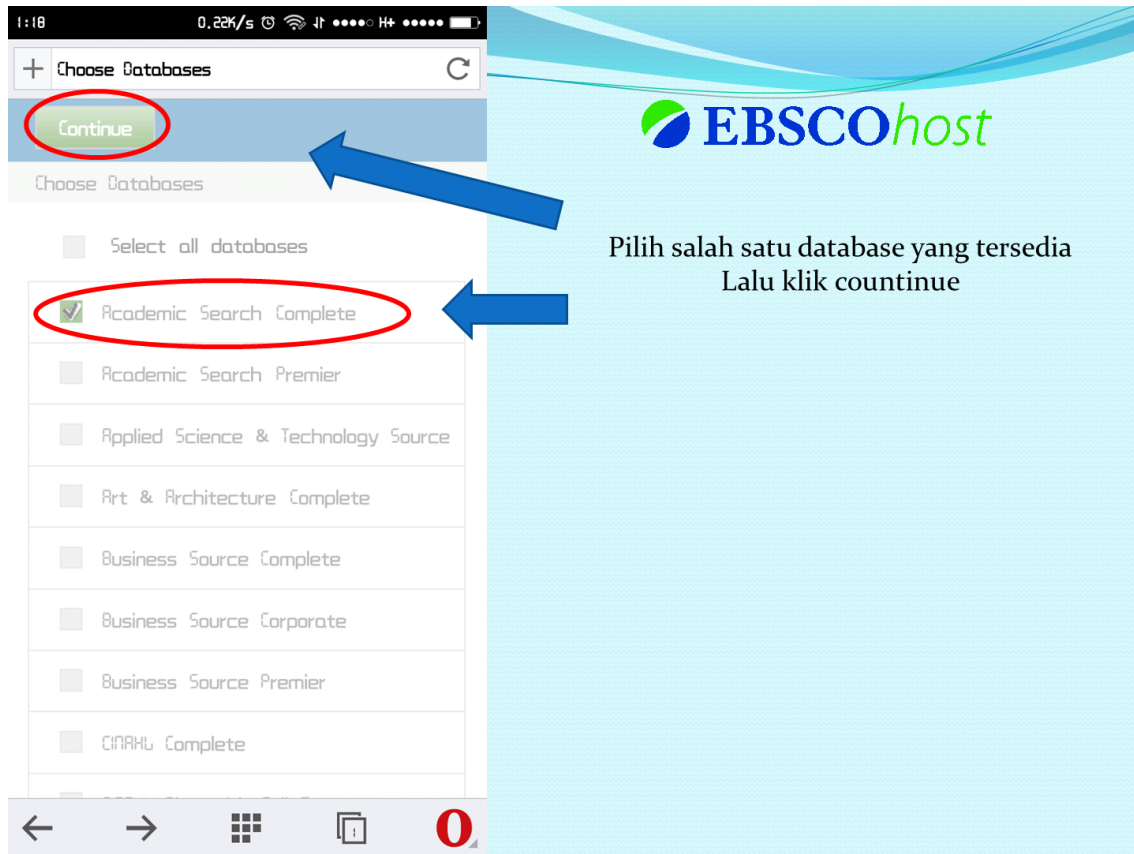 1:18 0.22K/s H+
Choose Databases
Continue
Choose Databases
Select all databases
Academic Search Complete
Academic Search Premier
Applied Science & Technology Source
Art & Architecture Complete
Business Source Complete
Business Source Corporate
Business Source Premier
CINAHL Complete
1
O
EBSCOhost
Pilih salah satu database yang tersedia
Lalu klik countinue